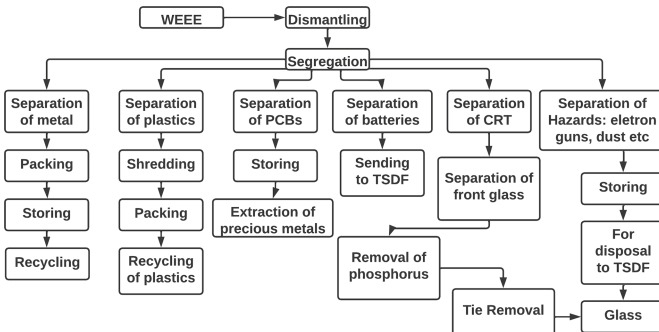 WEEE
Dismantling
Segregation
Separation
of metal
Separation
of plastics
Separation
of PCBs
Separation
of batteries
Separation
of CRT
Separation of
Hazards: eletron
guns, dust etc
Packing
Shredding
Storing
Sending
to TSDF
Separation of
front glass
Storing
Storing
Packing
Extraction of
precious metals
For
disposal
to TSDF
Recycling
Recycling
of plastics
Removal of
phosphorus
Tie Removal
Glass